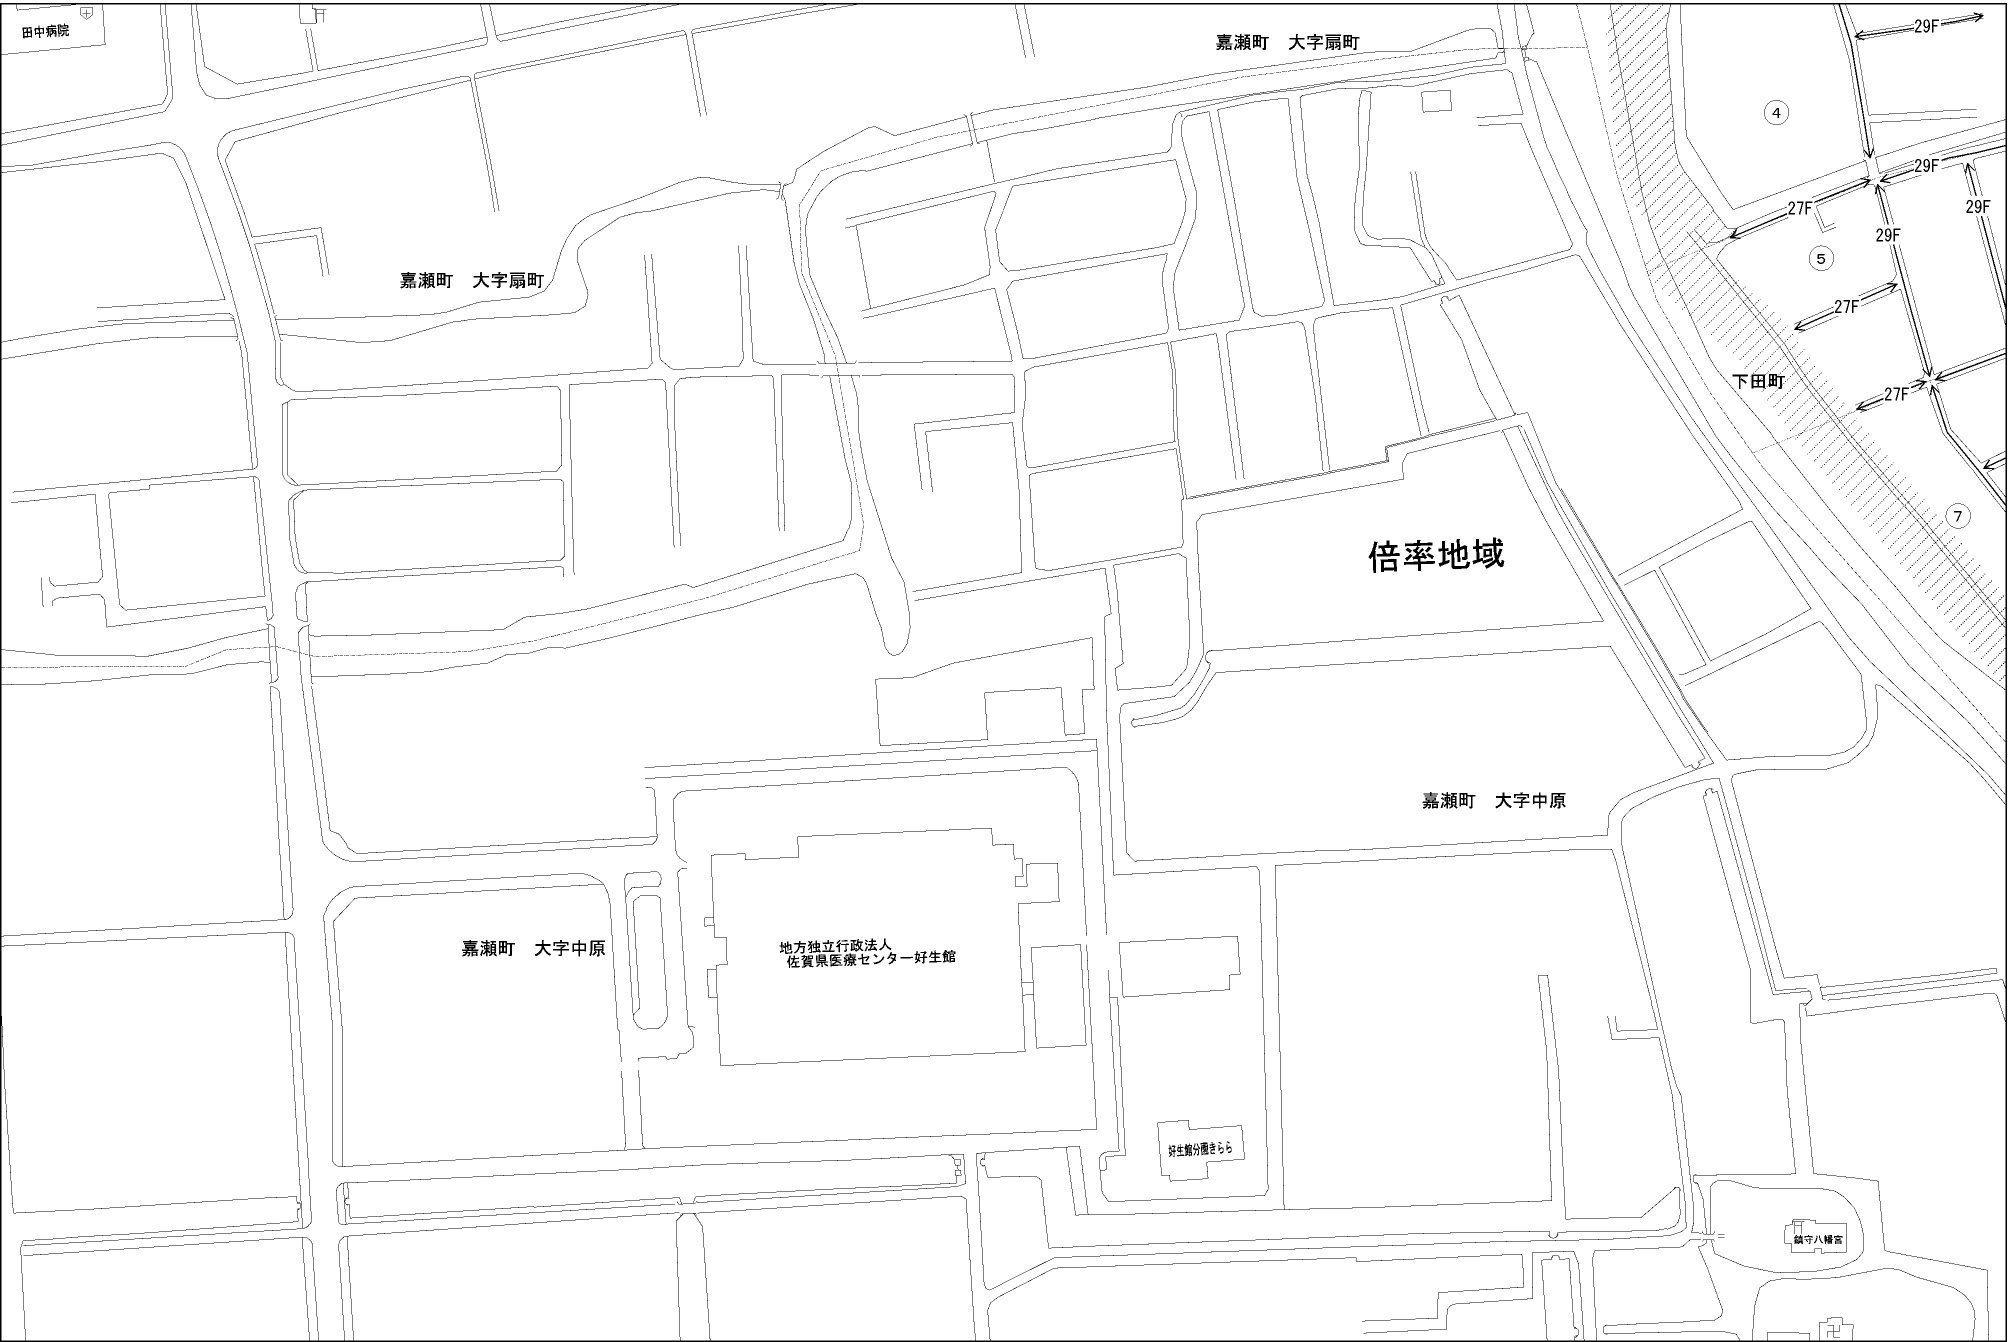 田中病院
嘉瀬町　大字扇町
29F
④
29F
27F
29F
29F
⑤
嘉瀬町　大字扇町
27F
下田町
27F
⑦
倍率地域
嘉瀬町　大字中原
嘉瀬町　大字中原
地方独立行政法人
佐賀県医療センター好生館
好生館分園きらら
鎮守八幡宮